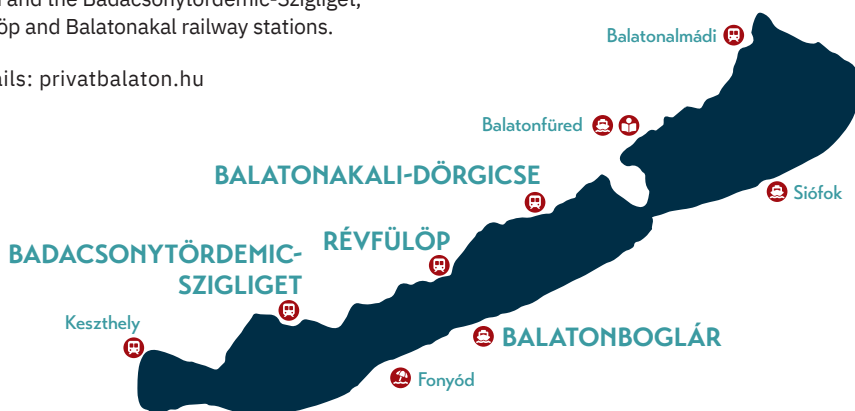 and the Badacsonytördemic-Szigliget,
öp and Balatonakal railway stations.
ils: privatbalaton.hu
Balatonalmádi
Balatonfüred
BALATONAKALI-DÖRGICSE
Siófok
RÉVFÜLÖP
BADACSONYTÖRDEMIC-
SZIGLIGET
Keszthely
BALATONBOGLÁR
Fonyód